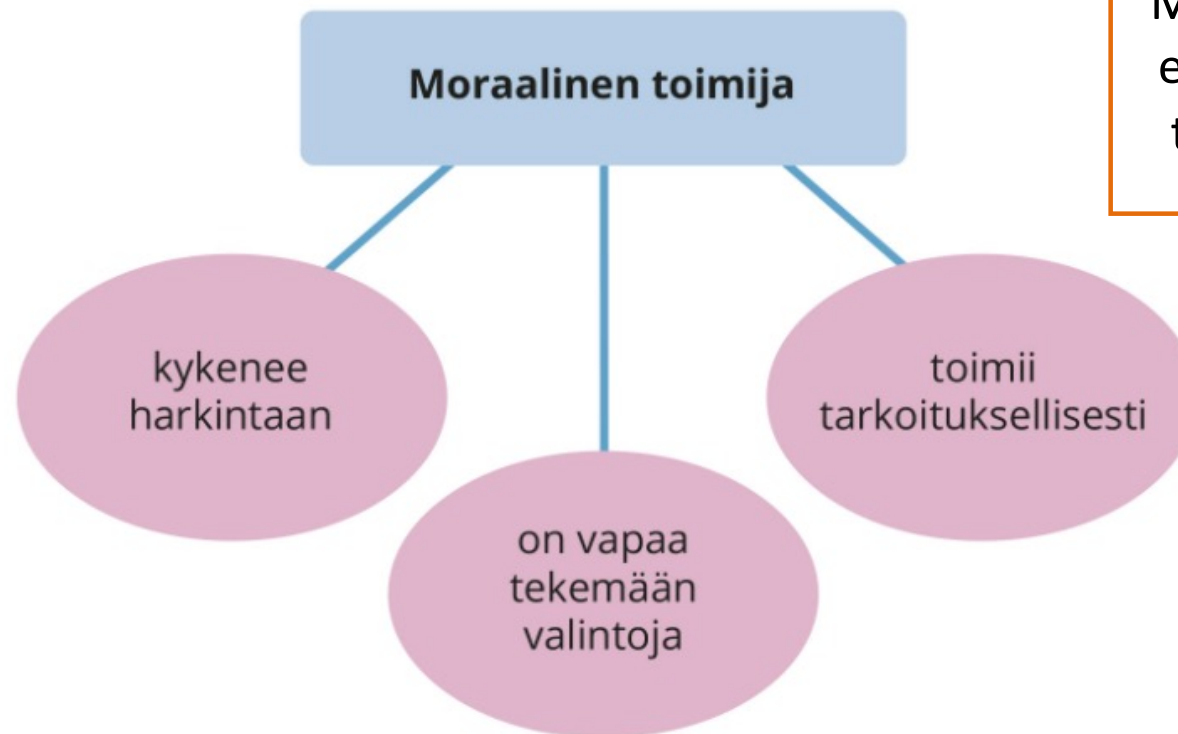 Moraalinen toimija
kykenee
harkintaan
on vapaa
tekemään
valintoja
toimii
tarkoituksellisesti